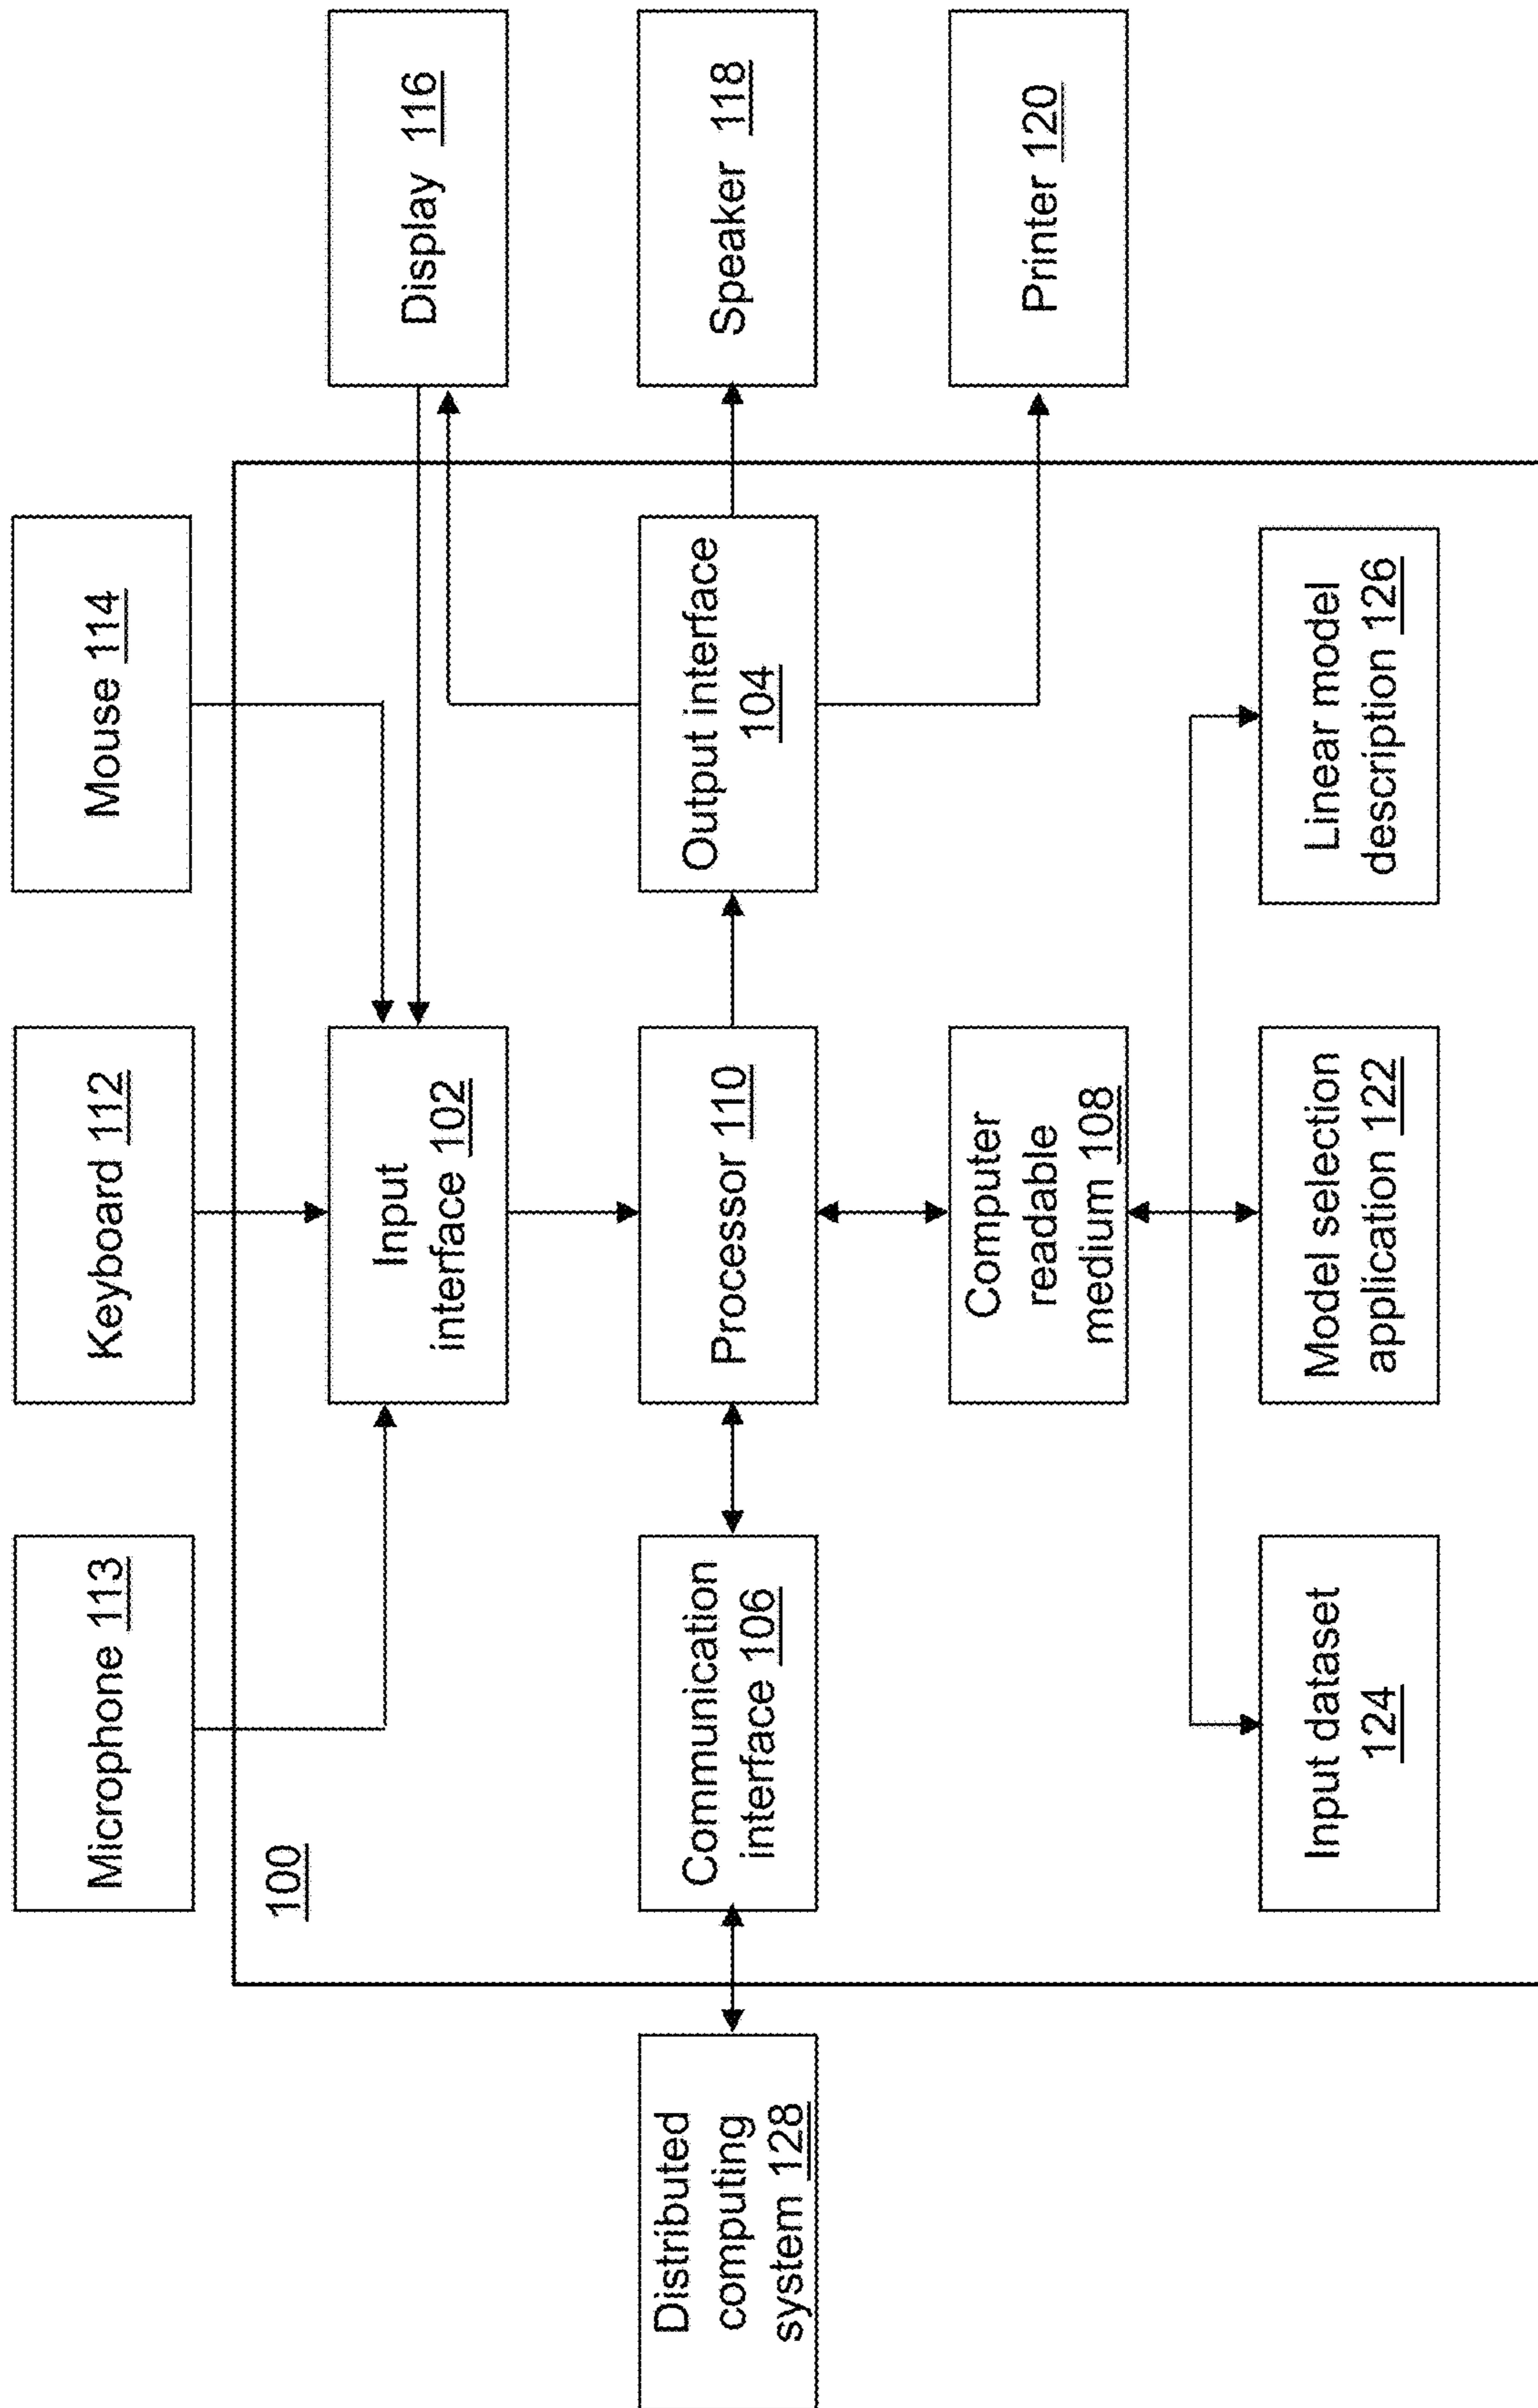 Microphone 113
Keyboard 112
Mouse 114
100
Input
interface 102
Display 116
Distributed
computing
system 128
Communication
interface 106
Processor 110
Output interface
104
Speaker 118
Computer
readable
medium 108
Printer 120
Input dataset
124
Model selection
application 122
Linear model
description 126